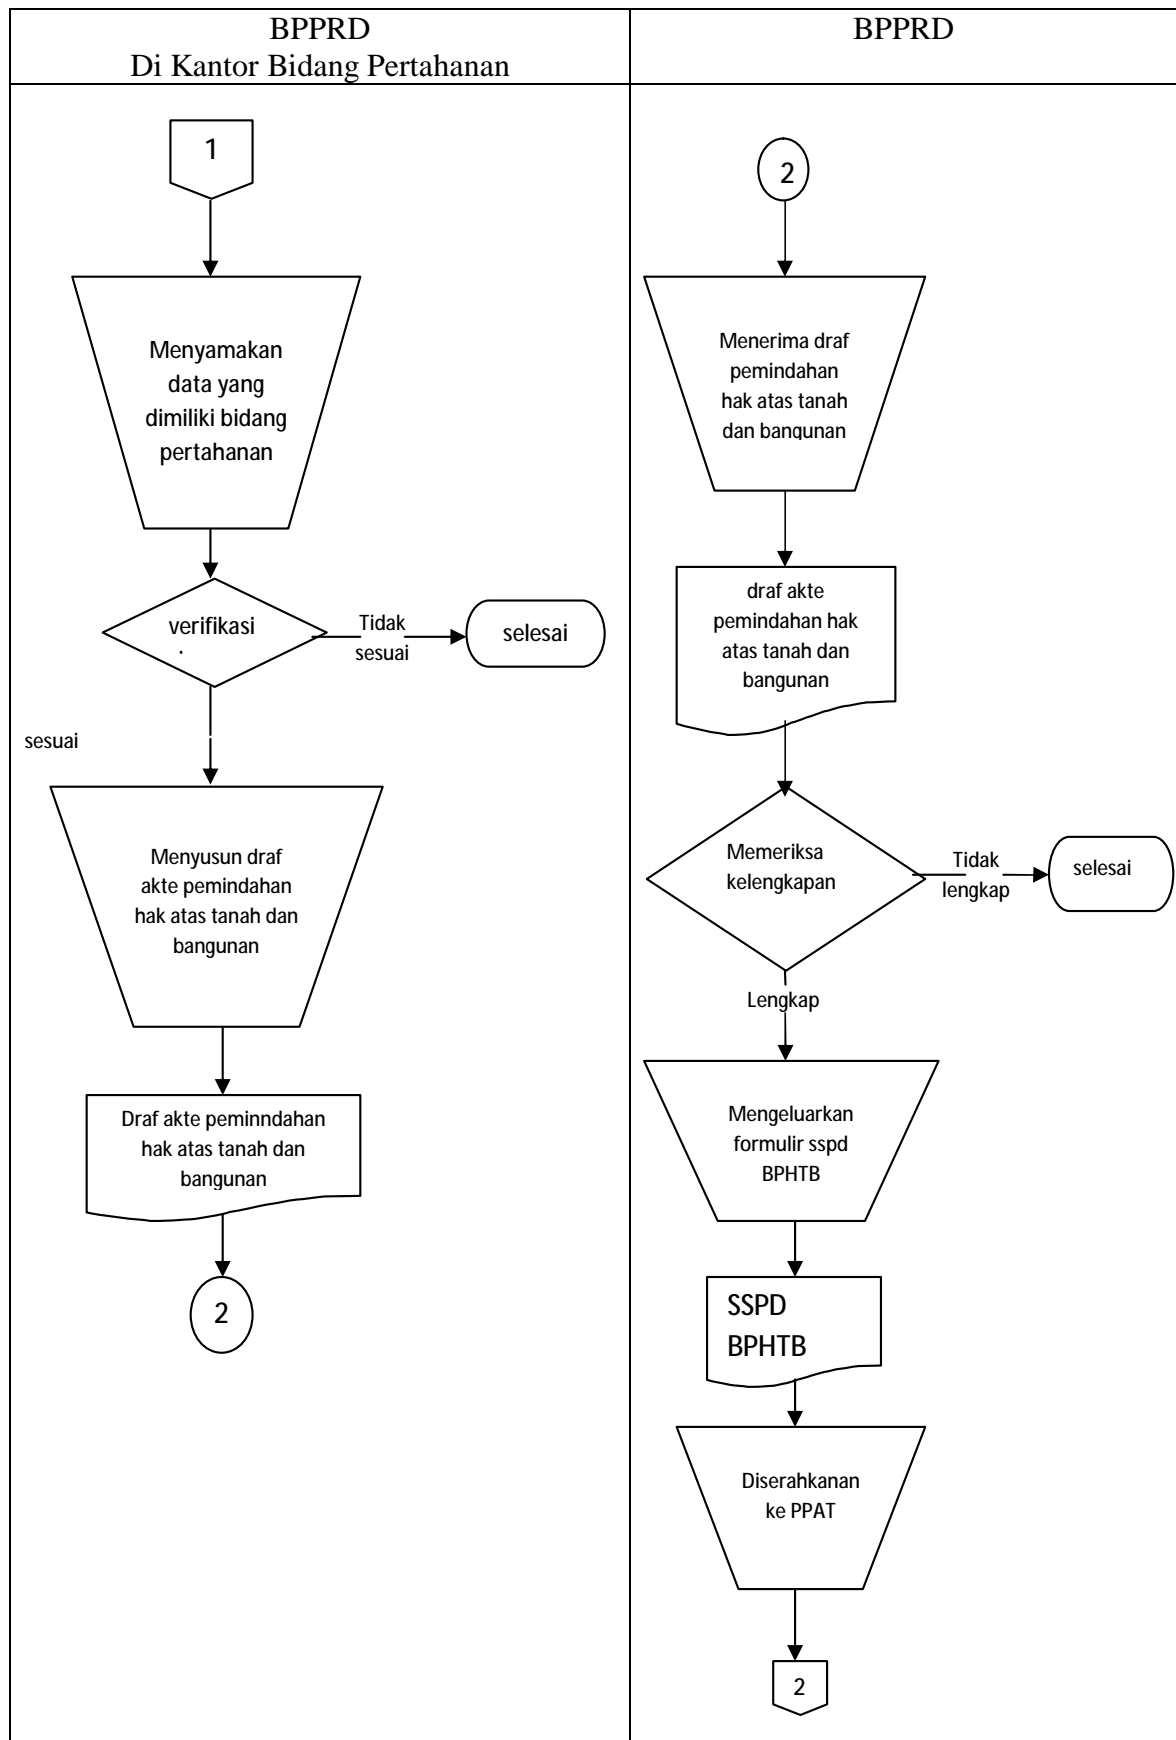 BPPRD
Di Kantor Bidang Pertahanan
BPPRD
1
Menyamakan
data yang
dimiliki bidang
pertahanan
verifikasi
.
Tidak
sesuai
selesai
sesuai
Menyusun draf
akte pemindahan
hak atas tanah dan
bangunan
Draf akte peminndahan
hak atas tanah dan
bangunan
2
2
Menerima draf
pemindahan
hak atas tanah
dan bangunan
draf akte
pemindahan hak
atas tanah dan
bangunan
Memeriksa
kelengkapan
Tidak
lengkap
selesai
Lengkap
Mengeluarkan
formulir sspd
BPHTB
SSPD
BPHTB
Diserahkanan
ke PPAT
2